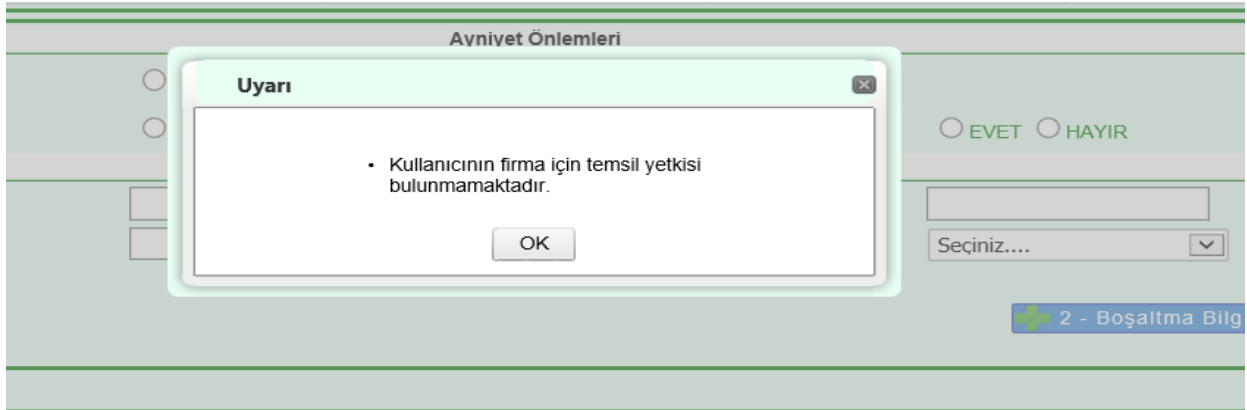 Ayniyet Önlemleri
Uyarı
EVET HAYIR
• Kullanıcının firma için temsil yetkisi
bulunmamaktadır.
OK
Seçiniz....
2 - Boşaltma Bilg